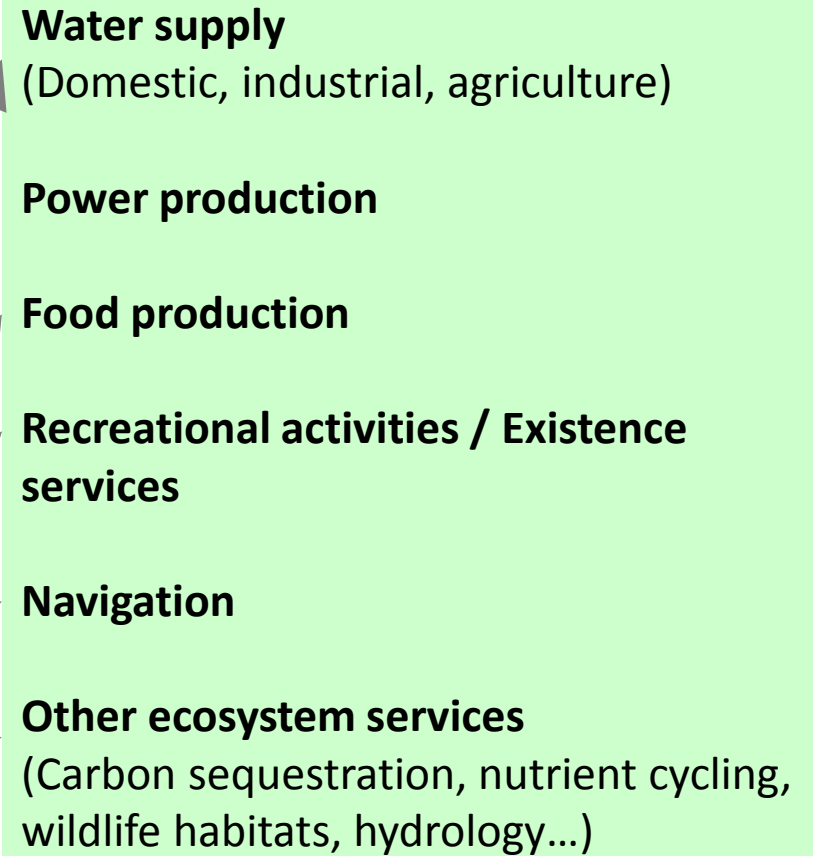 Water supply
(Domestic, industrial, agriculture)
Power production
Food production
Recreational activities / Existence
services
Navigation
Other ecosystem services
(Carbon sequestration, nutrient cycling,
wildlife habitats, hydrology…)